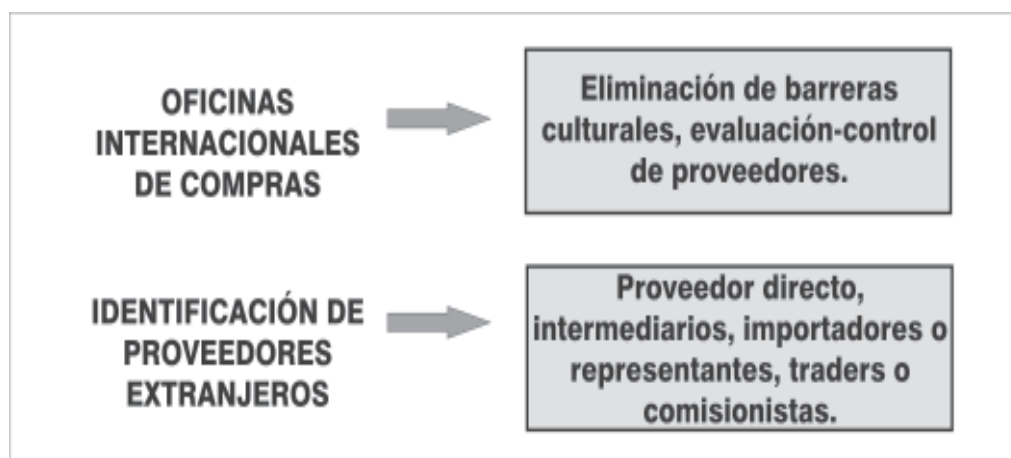 OFICINAS
INTERNACIONALES
DE COMPRAS
Eliminación de barreras
culturales, evaluación-control
de proveedores.
IDENTIFICACIÓN DE
PROVEEDORES
EXTRANJEROS
Proveedor directo,
intermediarios, importadores o
representantes, traders o
comisionistas.